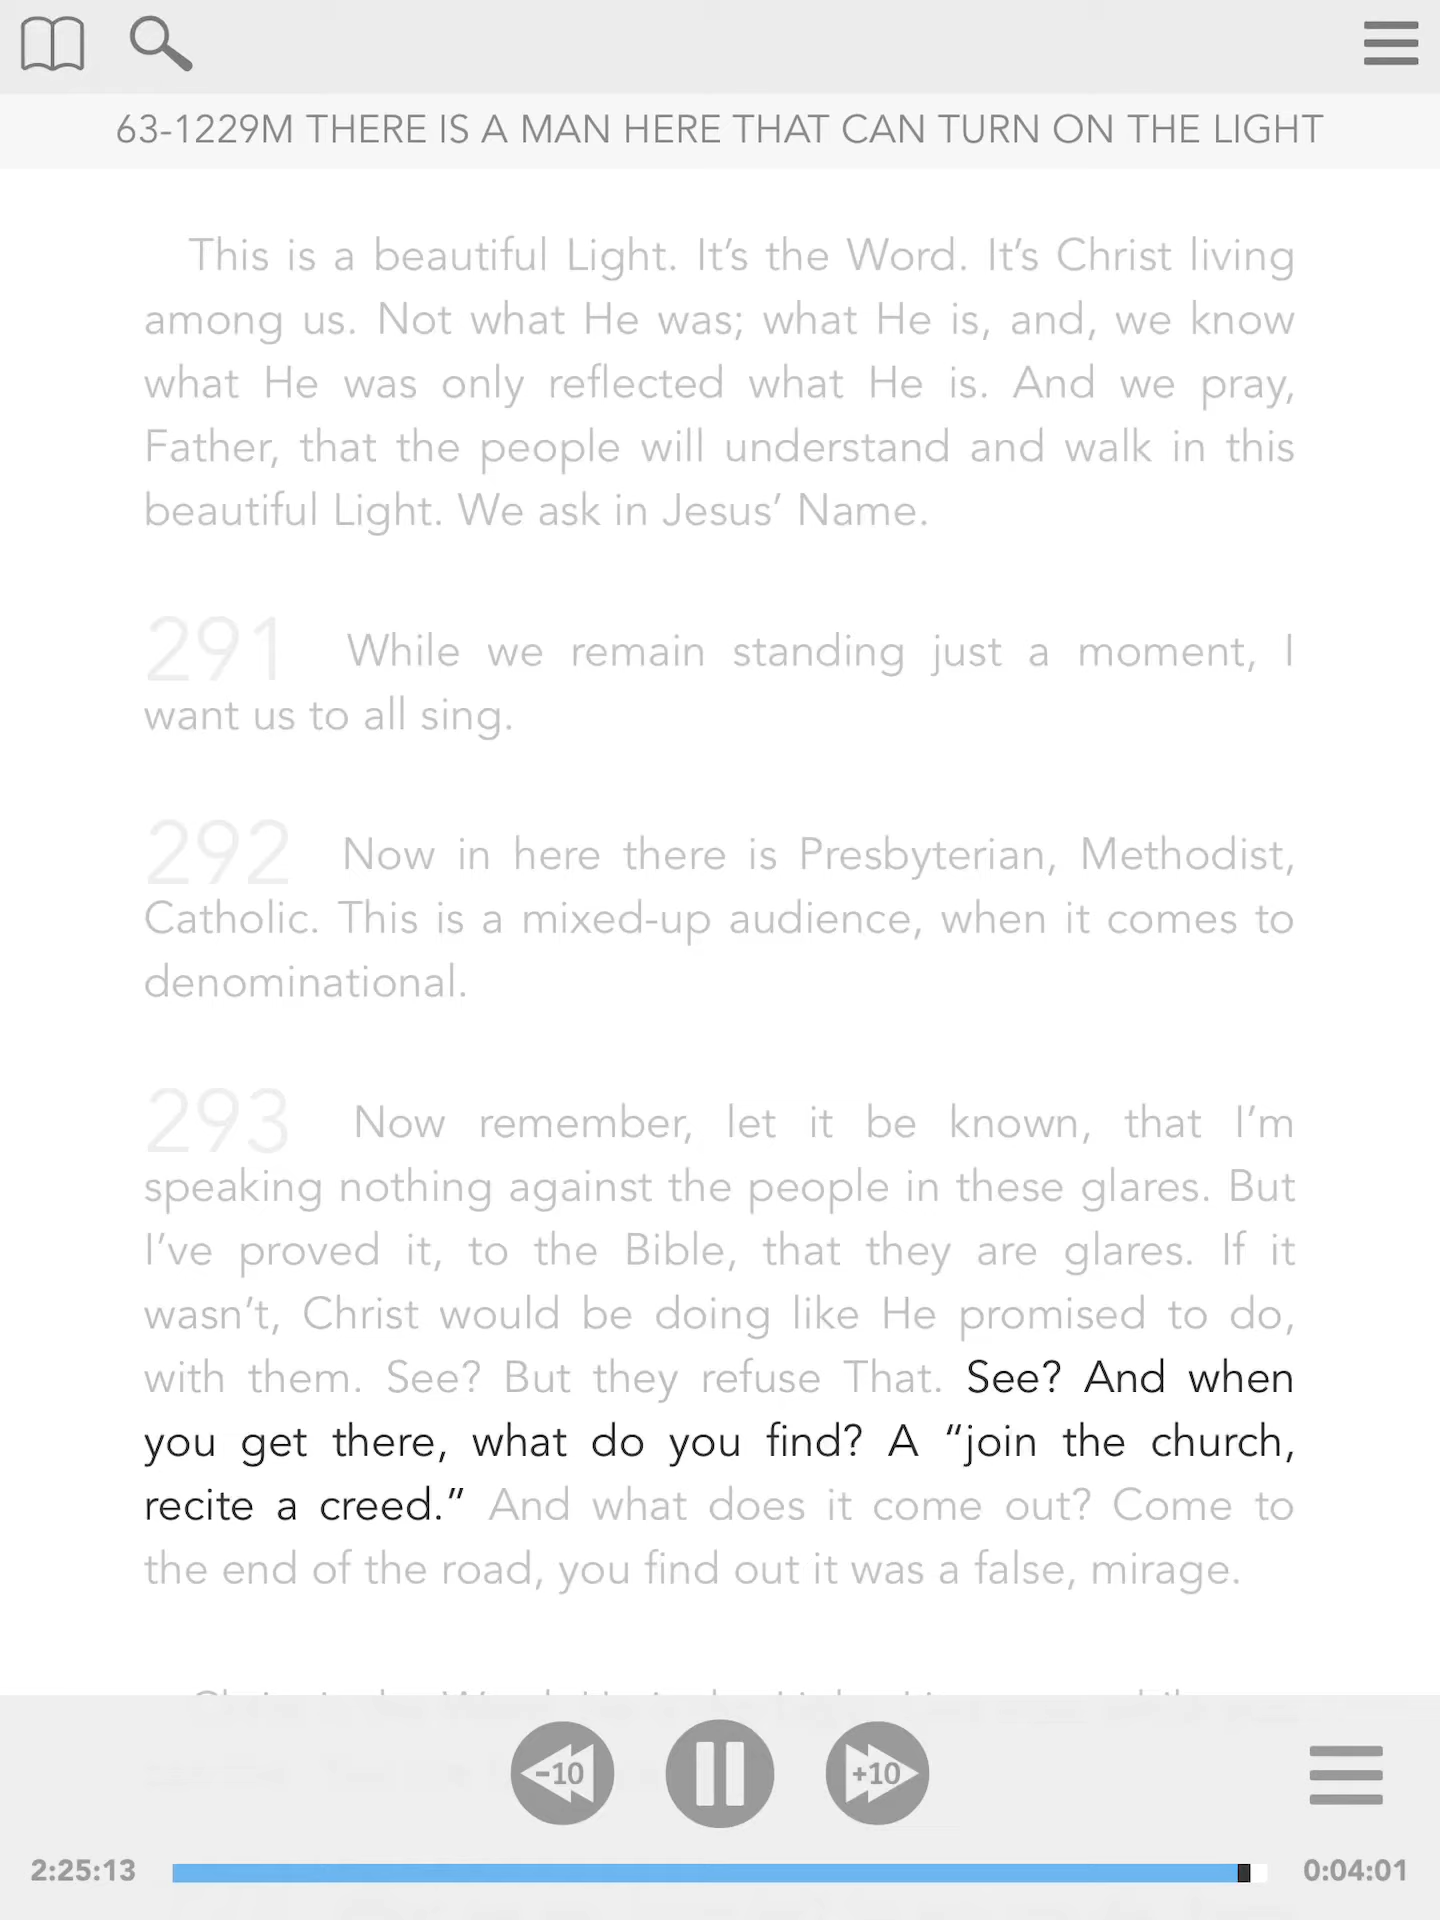 63-1229M THERE IS A MAN HERE THAT CAN TURN ON THE LIGHT
This is a beautiful Light. It’s the Word. It’s Christ living
among us. Not what He was; what He is, and, we know
what He was only reflected what He is. And we pray,
Father, that the people will understand and walk in this
beautiful Light. We ask in Jesus’ Name.
291 While we remain standing just a moment, I
want us to all sing.
292 Now in here there is Presbyterian, Methodist,
Catholic. This is a mixed-up audience, when it comes to
denominational.
293 Now remember, let it be known, that I’m
speaking nothing against the people in these glares. But
I’ve proved it, to the Bible, that they are glares. If it
wasn’t, Christ would be doing like He promised to do,
with them. See? But they refuse That. See? And when
you get there, what do you find? A “join the church,
recite a creed.” And what does it come out? Come to
the end of the road, you find out it was a false, mirage.
-10 +10
2:25:13 0:04:01